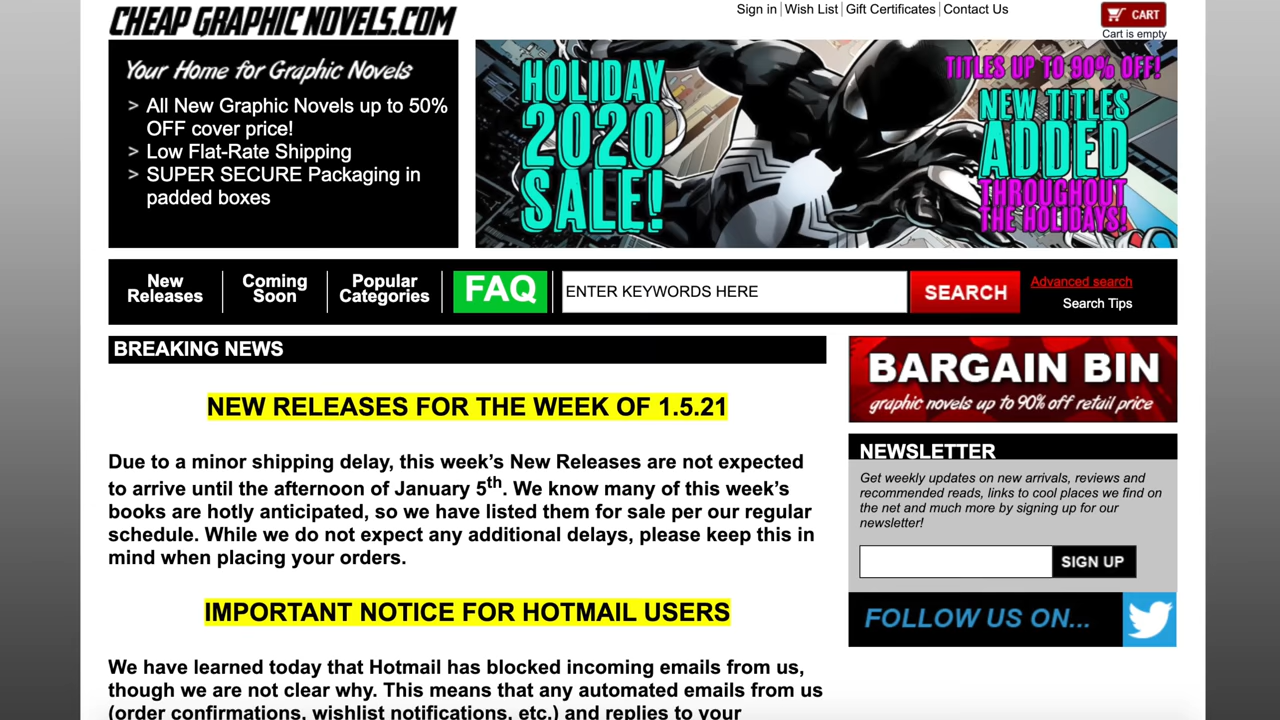 CHEAP GRAPHIC NOVELS.COM
Sign in
Wish List
Gift Certificates
Contact Us
CART
Cart is empty
Your Home for Graphic Novels
> All New Graphic Novels up to 50%
OFF cover price!
> Low Flat-Rate Shipping
> SUPER SECURE Packaging in
padded boxes
HOLIDAY
2020
SALE!
TITLES UP TO 90% OFF!
NEW TITLES
ADDED
THROUGHOUT
THE HOLIDAYS!
New
Releases
Coming
Soon
Popular
Categories
FAQ
ENTER KEYWORDS HERE
SEARCH
Advanced search
Search Tips
BREAKING NEWS
NEW RELEASES FOR THE WEEK OF 1.5.21
Due to a minor shipping delay, this week's New Releases are not expected
to arrive until the afternoon of January 5th. We know many of this week's
books are hotly anticipated, so we have listed them for sale per our regular
schedule. While we do not expect any additional delays, please keep this in
mind when placing your orders.
IMPORTANT NOTICE FOR HOTMAIL USERS
We have learned today that Hotmail has blocked incoming emails from us,
though we are not clear why. This means that any automated emails from us
(order confirmations, wishlist notifications, etc.) and replies to your
BARGAIN BIN
graphic novels up to 90% off retail price
NEWSLETTER
Get weekly updates on new arrivals, reviews and
recommended reads, links to cool places we find on
the net and much more by signing up for our
newsletter!
SIGN UP
FOLLOW US ON...